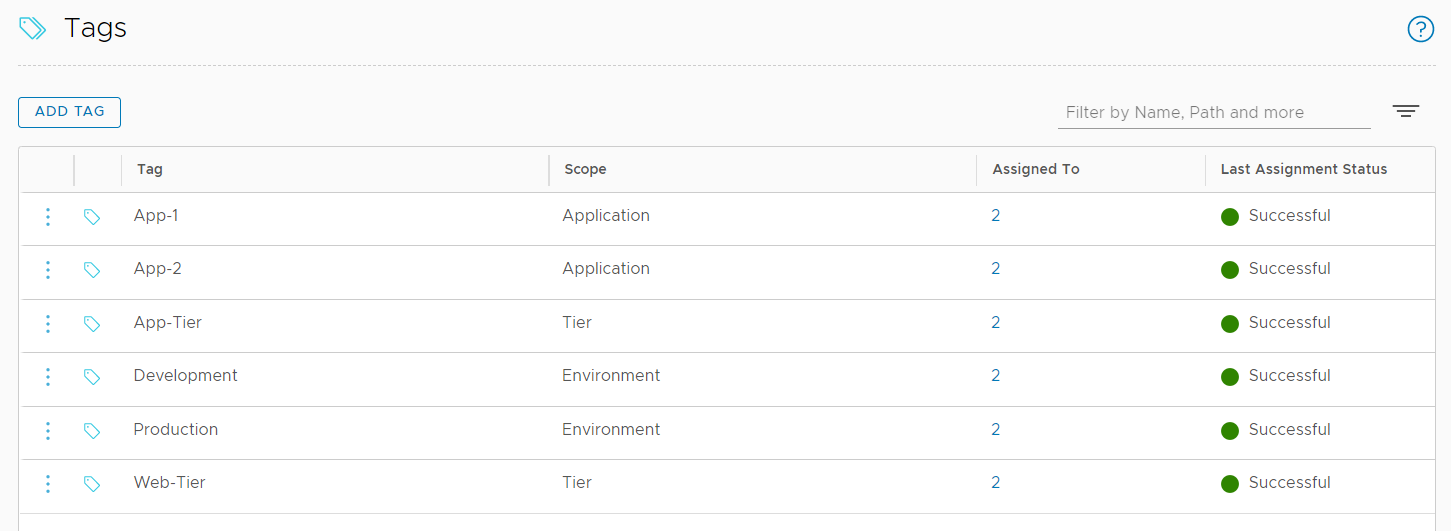 Tags
?
ADD TAG
Filter by Name, Path and more
Tag Scope Assigned To Last Assignment Status
App-1 Application 2 Successful
App-2 Application 2 Successful
App-Tier Tier 2 Successful
Development Environment 2 Successful
Production Environment 2 Successful
Web-Tier Tier 2 Successful